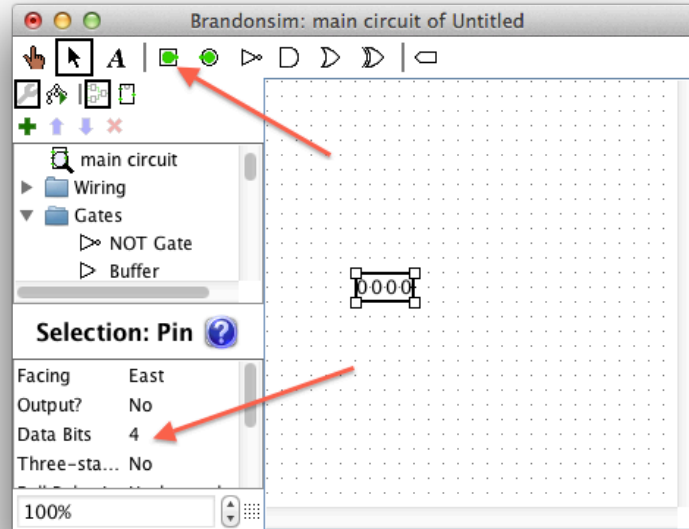 Brandonsim: main circuit of Untitled
A
main circuit
Wiring
Gates
NOT Gate
Buffer
0000
Selection: Pin ?
Facing East
Output? No
Data Bits 4
Three-sta... No
100%